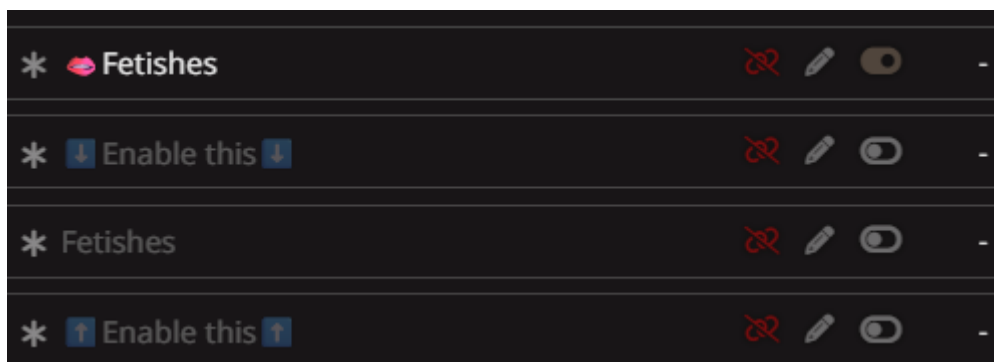 👄 Fetishes -
⬇️ Enable this ⬇️ -
Fetishes -
⬆️ Enable this ⬆️ -